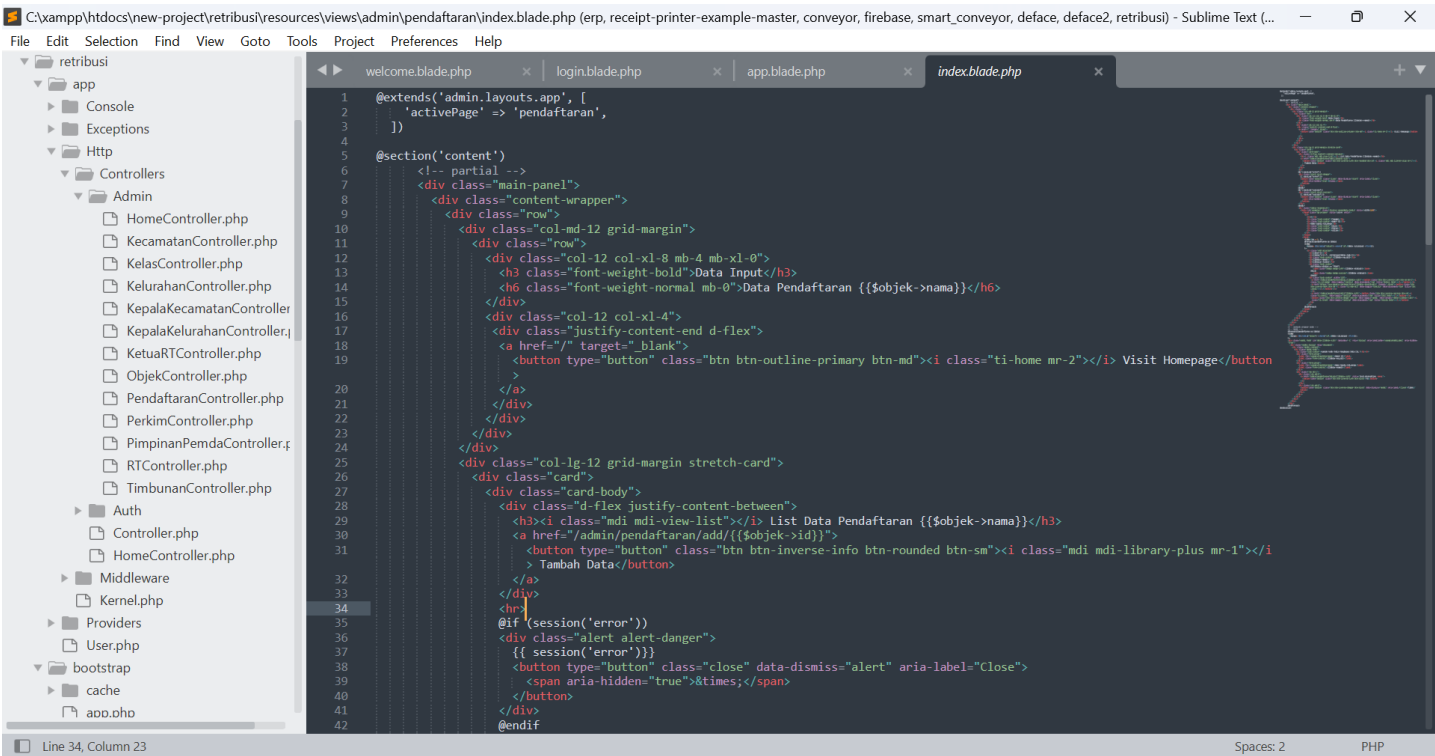 C:\xampp\htdocs\new-project\retribusi\resources\views\admin\pendaftaran\index.blade.php (erp, receipt-printer-example-master, conveyor, firebase, smart_conveyor, deface, deface2, retribusi) - Sublime Text (...
File Edit Selection Find View Goto Tools Project Preferences Help
retribusi
app
Console
Exceptions
Http
Controllers
Admin
HomeController.php
KecamatanController.php
KelasController.php
KelurahanController.php
KepalaKecamatanController
KepalaKelurahanController.p
KetuaRTController.php
ObjekController.php
PendaftaranController.php
PerkimController.php
PimpinanPemdaController.p
RTController.php
TimbunanController.php
Auth
Controller.php
HomeController.php
Middleware
Kernel.php
Providers
User.php
bootstrap
cache
app.php
welcome.blade.php × login.blade.php × app.blade.php × index.blade.php ×
1 @extends('admin.layouts.app', [
2 'activePage' => 'pendaftaran',
3 ])
4
5 @section('content')
6 <!-- partial -->
7 <div class="main-panel">
8 <div class="content-wrapper">
9 <div class="row">
10 <div class="col-md-12 grid-margin">
11 <div class="row">
12 <div class="col-12 col-xl-8 mb-4 mb-xl-0">
13 <h3 class="font-weight-bold">Data Input</h3>
14 <h6 class="font-weight-normal mb-0">Data Pendaftaran {{$objek->nama}}</h6>
15 </div>
16 <div class="col-12 col-xl-4">
17 <div class="justify-content-end d-flex">
18 <a href="/" target="_blank">
19 <button type="button" class="btn btn-outline-primary btn-md"><i class="ti-home mr-2"></i> Visit Homepage</button
>
20 </a>
21 </div>
22 </div>
23 </div>
24 </div>
25 <div class="col-lg-12 grid-margin stretch-card">
26 <div class="card">
27 <div class="card-body">
28 <div class="d-flex justify-content-between">
29 <h3><i class="mdi mdi-view-list"></i> List Data Pendaftaran {{$objek->nama}}</h3>
30 <a href="/admin/pendaftaran/add/{{$objek->id}}">
31 <button type="button" class="btn btn-inverse-info btn-rounded btn-sm"><i class="mdi mdi-library-plus mr-1"></i
> Tambah Data</button>
32 </a>
33 </div>
34 <hr>
35 @if (session('error'))
36 <div class="alert alert-danger">
37 {{ session('error')}}
38 <button type="button" class="close" data-dismiss="alert" aria-label="Close">
39 <span aria-hidden="true">&times;</span>
40 </button>
41 </div>
42 @endif
Line 34, Column 23 Spaces: 2 PHP